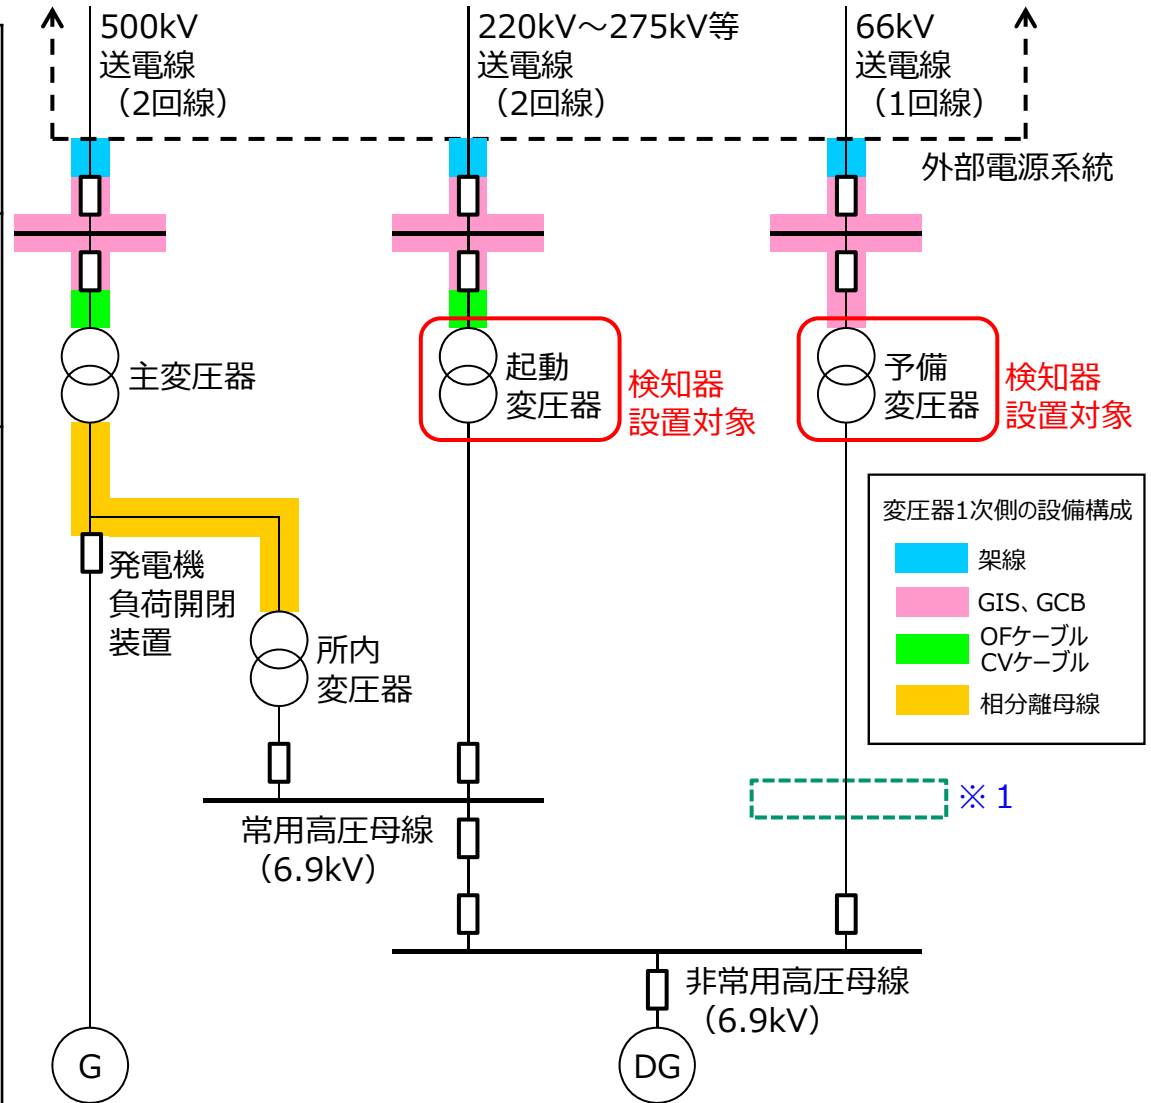 500kV
送電線
（2回線）
220kV～275kV等
送電線
（2回線）
66kV
送電線
（1回線）
外部電源系統
主変圧器
起動
変圧器
検知器
設置対象
予備
変圧器
検知器
設置対象
変圧器1次側の設備構成
架線
GIS、GCB
OFケーブル
CVケーブル
相分離母線
発電機
負荷開閉
装置
所内
変圧器
※１
常用高圧母線
（6.9kV）
非常用高圧母線
（6.9kV）
G
DG